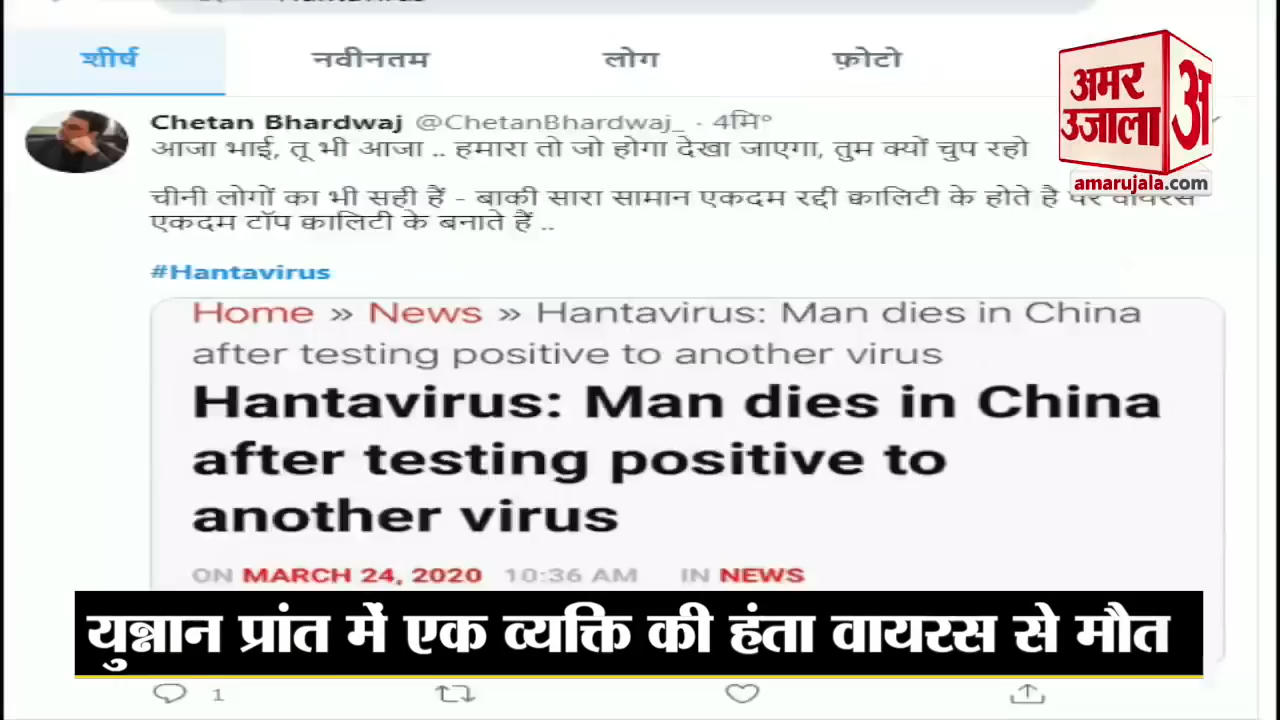 शीर्ष नवीनतम लोग फ़ोटो
अमर उजाला अ
amarujala.com
Chetan Bhardwaj @ChetanBhardwaj_ · 4मि॰
आजा भाई, तू भी आजा .. हमारा तो जो होगा देखा जाएगा, तुम क्यों चुप रहो
चीनी लोगों का भी सही हैं - बाकी सारा सामान एकदम रद्दी क्वालिटी के होते है पर वायरस
एकदम टॉप क्वालिटी के बनाते हैं ..
#Hantavirus
Home » News » Hantavirus: Man dies in China
after testing positive to another virus
Hantavirus: Man dies in China
after testing positive to
another virus
ON MARCH 24, 2020 10:36 AM IN NEWS
युन्नान प्रांत में एक व्यक्ति की हंता वायरस से मौत
1